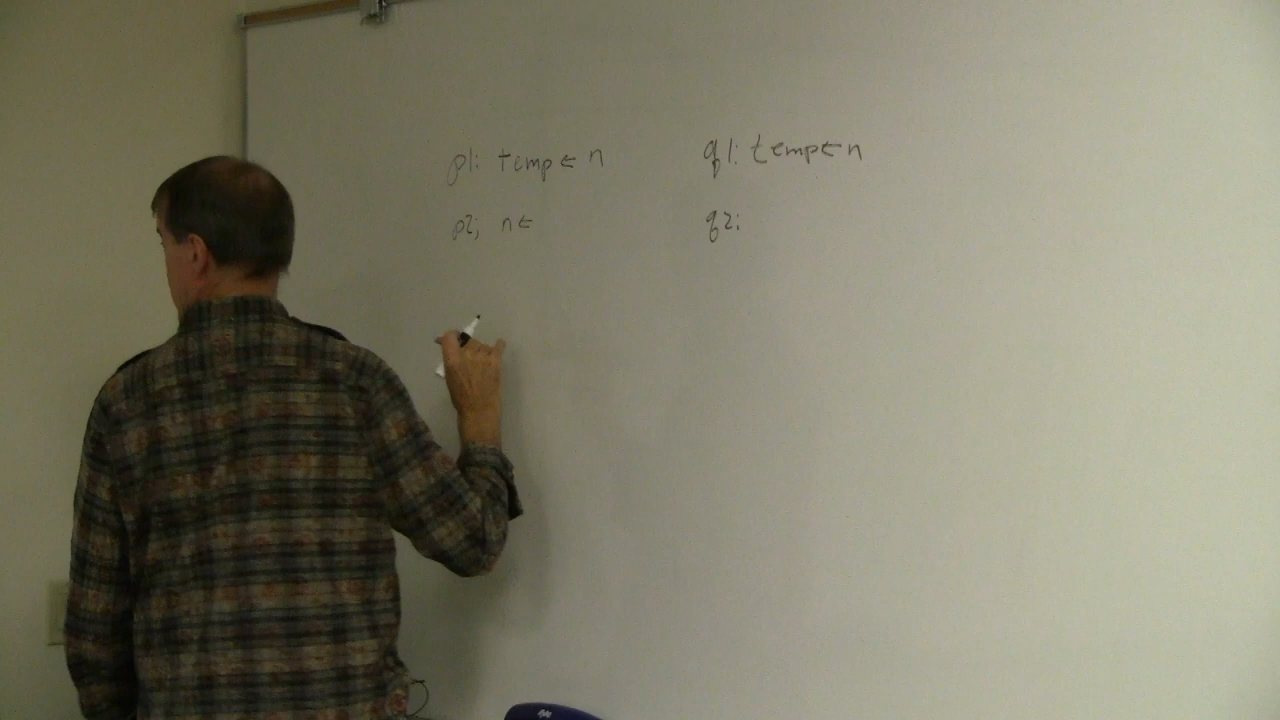 p1: temp ← n q1: temp ← n
p2; n ← q2: